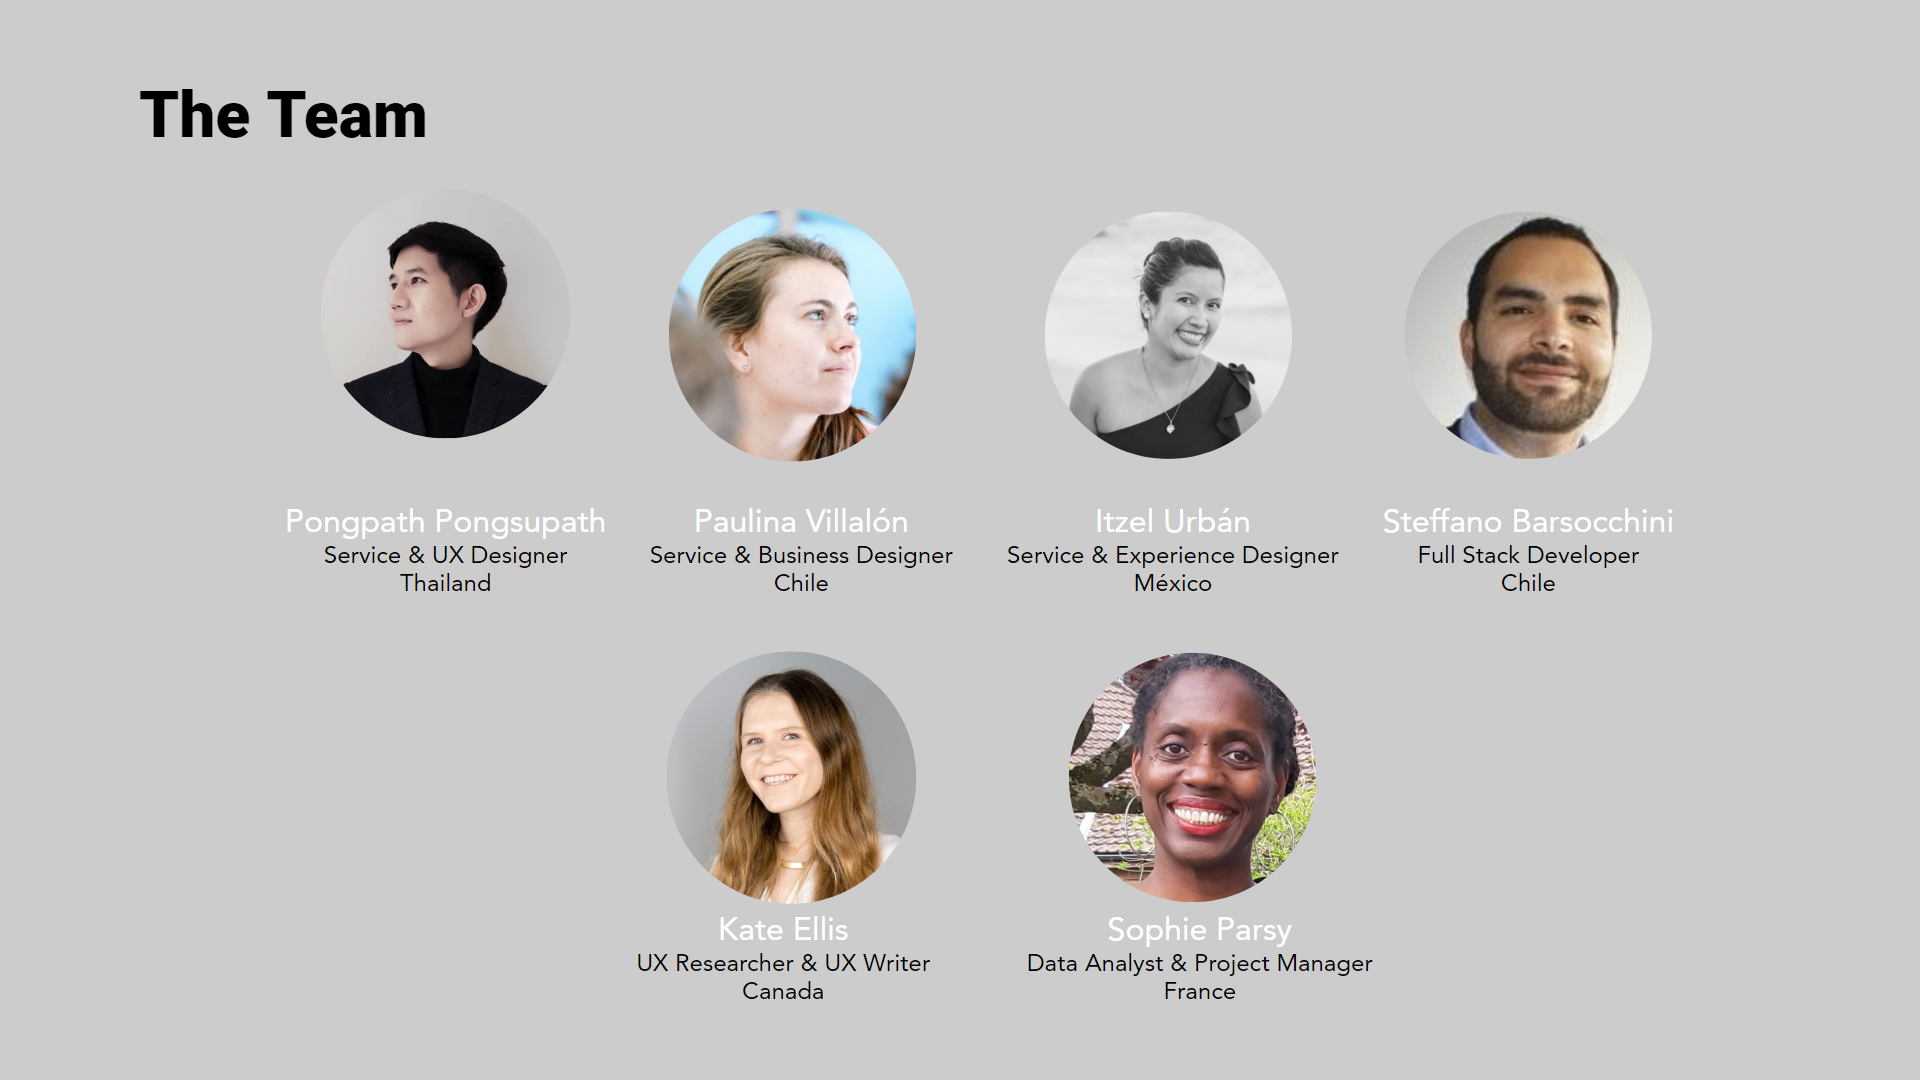 The Team
Pongpath Pongsupath
Service & UX Designer
Thailand
Paulina Villalón
Service & Business Designer
Chile
Itzel Urbán
Service & Experience Designer
México
Steffano Barsocchini
Full Stack Developer
Chile
Kate Ellis
UX Researcher & UX Writer
Canada
Sophie Parsy
Data Analyst & Project Manager
France